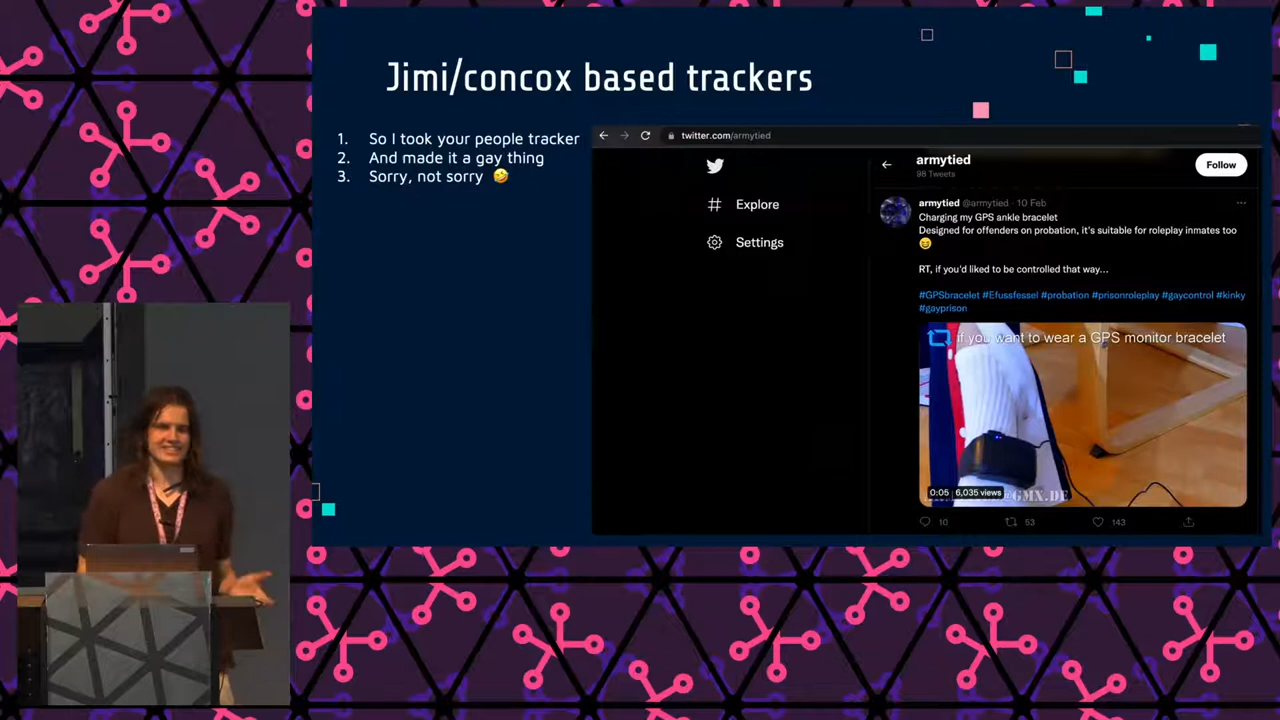 Jimi/concox based trackers
1. So I took your people tracker
2. And made it a gay thing
3. Sorry, not sorry 🤣
twitter.com/armytied
armytied
98 Tweets
Follow
Explore
Settings
armytied @armytied · 10 Feb
Charging my GPS ankle bracelet
Designed for offenders on probation, it's suitable for roleplay inmates too
😄
RT, if you'd liked to be controlled that way...
#GPSbracelet #Efussfessel #probation #prisonroleplay #gaycontrol #kinky
#gayprison
if you want to wear a GPS monitor bracelet
0:05 6,035 views
@GMX.DE
10 53 143